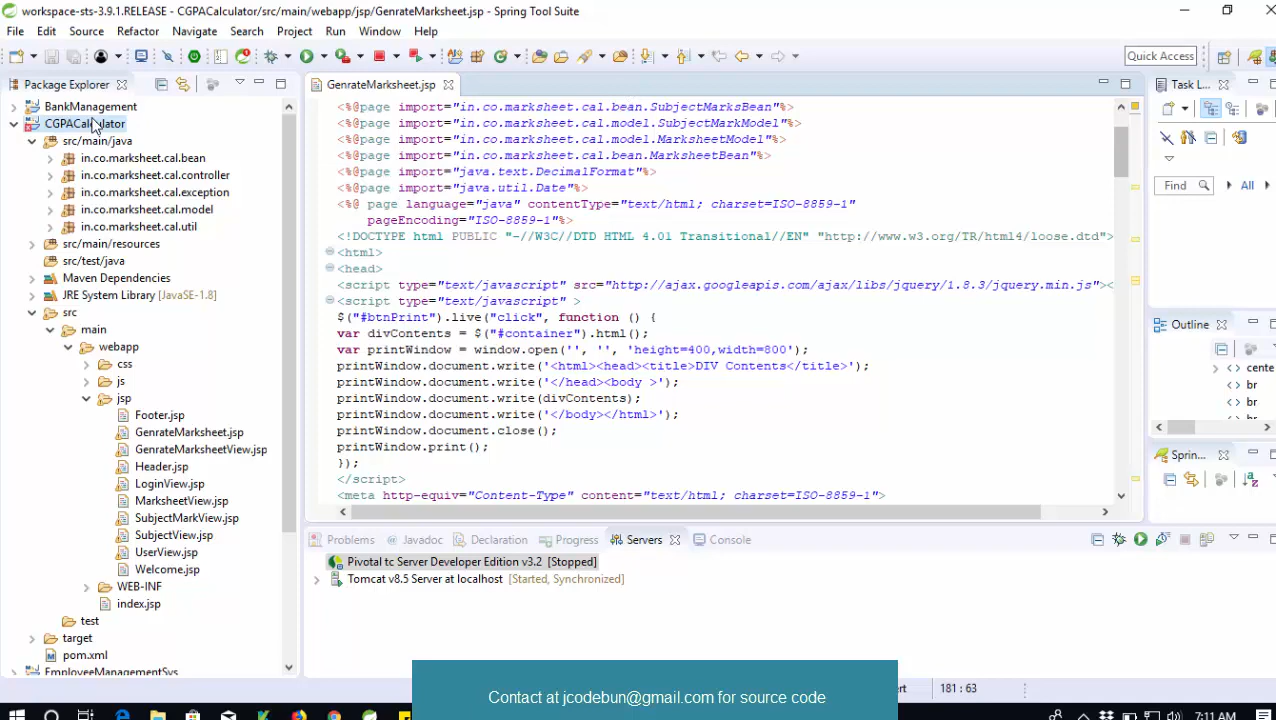 workspace-sts-3.9.1.RELEASE - CGPACalculator/src/main/webapp/jsp/GenrateMarksheet.jsp - Spring Tool Suite
File Edit Source Refactor Navigate Search Project Run Window Help
Quick Access
Package Explorer
GenrateMarksheet.jsp
Task L
BankManagement
CGPACalculator
src/main/java
in.co.marksheet.cal.bean
in.co.marksheet.cal.controller
in.co.marksheet.cal.exception
in.co.marksheet.cal.model
in.co.marksheet.cal.util
src/main/resources
src/test/java
Maven Dependencies
JRE System Library [JavaSE-1.8]
src
main
webapp
css
js
jsp
Footer.jsp
GenrateMarksheet.jsp
GenrateMarksheetView.jsp
Header.jsp
LoginView.jsp
MarksheetView.jsp
SubjectMarkView.jsp
SubjectView.jsp
UserView.jsp
Welcome.jsp
WEB-INF
index.jsp
test
target
pom.xml
EmployeeManagementSys
<%@page import="in.co.marksheet.cal.bean.SubjectMarksBean"%>
<%@page import="in.co.marksheet.cal.model.SubjectMarkModel"%>
<%@page import="in.co.marksheet.cal.model.MarksheetModel"%>
<%@page import="in.co.marksheet.cal.bean.MarksheetBean"%>
<%@page import="java.text.DecimalFormat"%>
<%@page import="java.util.Date"%>
<%@ page language="java" contentType="text/html; charset=ISO-8859-1"
pageEncoding="ISO-8859-1"%>
<!DOCTYPE html PUBLIC "-//W3C//DTD HTML 4.01 Transitional//EN" "http://www.w3.org/TR/html4/loose.dtd">
<html>
<head>
<script type="text/javascript" src="http://ajax.googleapis.com/ajax/libs/jquery/1.8.3/jquery.min.js"><
<script type="text/javascript" >
$("#btnPrint").live("click", function () {
var divContents = $("#container").html();
var printWindow = window.open('', '', 'height=400,width=800');
printWindow.document.write('<html><head><title>DIV Contents</title>');
printWindow.document.write('</head><body >');
printWindow.document.write(divContents);
printWindow.document.write('</body></html>');
printWindow.document.close();
printWindow.print();
});
</script>
<meta http-equiv="Content-Type" content="text/html; charset=ISO-8859-1">
Find
All
Outline
cente
br
br
Sprin
Problems Javadoc Declaration Progress Servers Console
Pivotal tc Server Developer Edition v3.2 [Stopped]
Tomcat v8.5 Server at localhost [Started, Synchronized]
Contact at jcodebun@gmail.com for source code
ert
181 : 63
7:11 AM